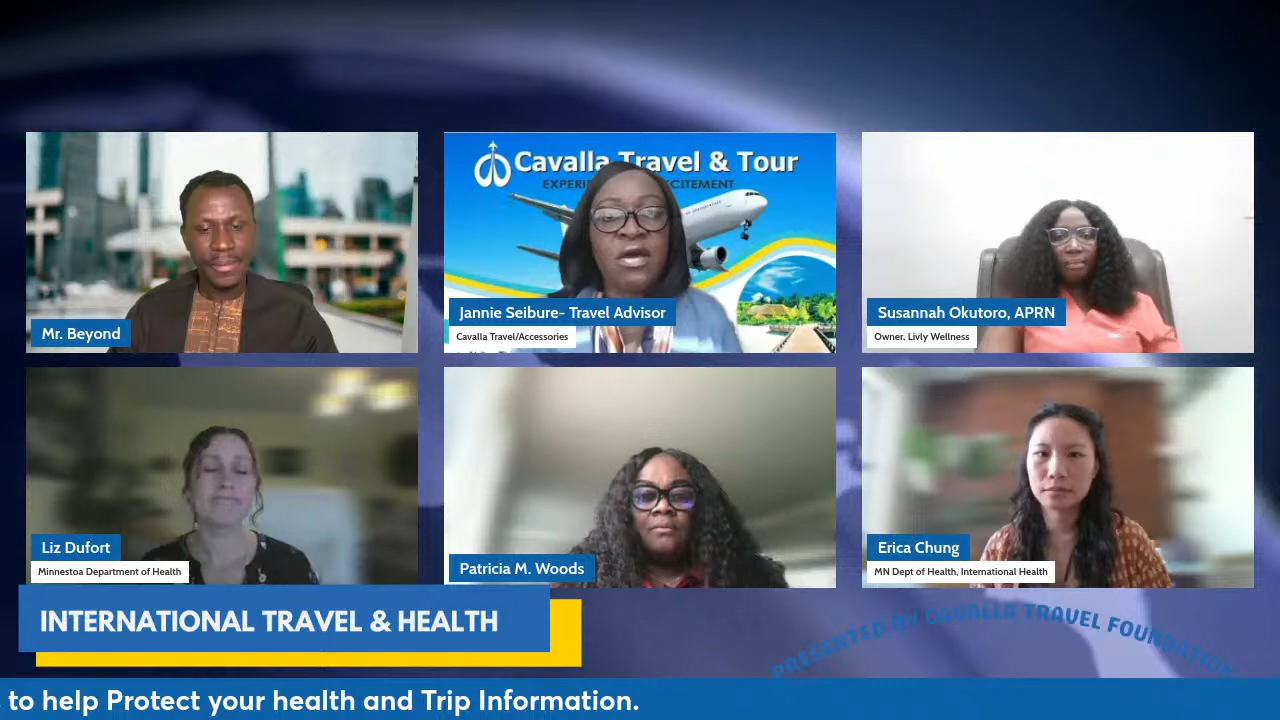 Cavalla Travel & Tour
Mr. Beyond
Jannie Seibure- Travel Advisor
Cavalla Travel/Accessories
Susannah Okutoro, APRN
Owner, Livly Wellness
Liz Dufort
Minnestoa Department of Health
Patricia M. Woods
Erica Chung
MN Dept of Health, International Health
INTERNATIONAL TRAVEL & HEALTH
PRESENTED BY CAVALLA TRAVEL FOUNDATION
to help Protect your health and Trip Information.